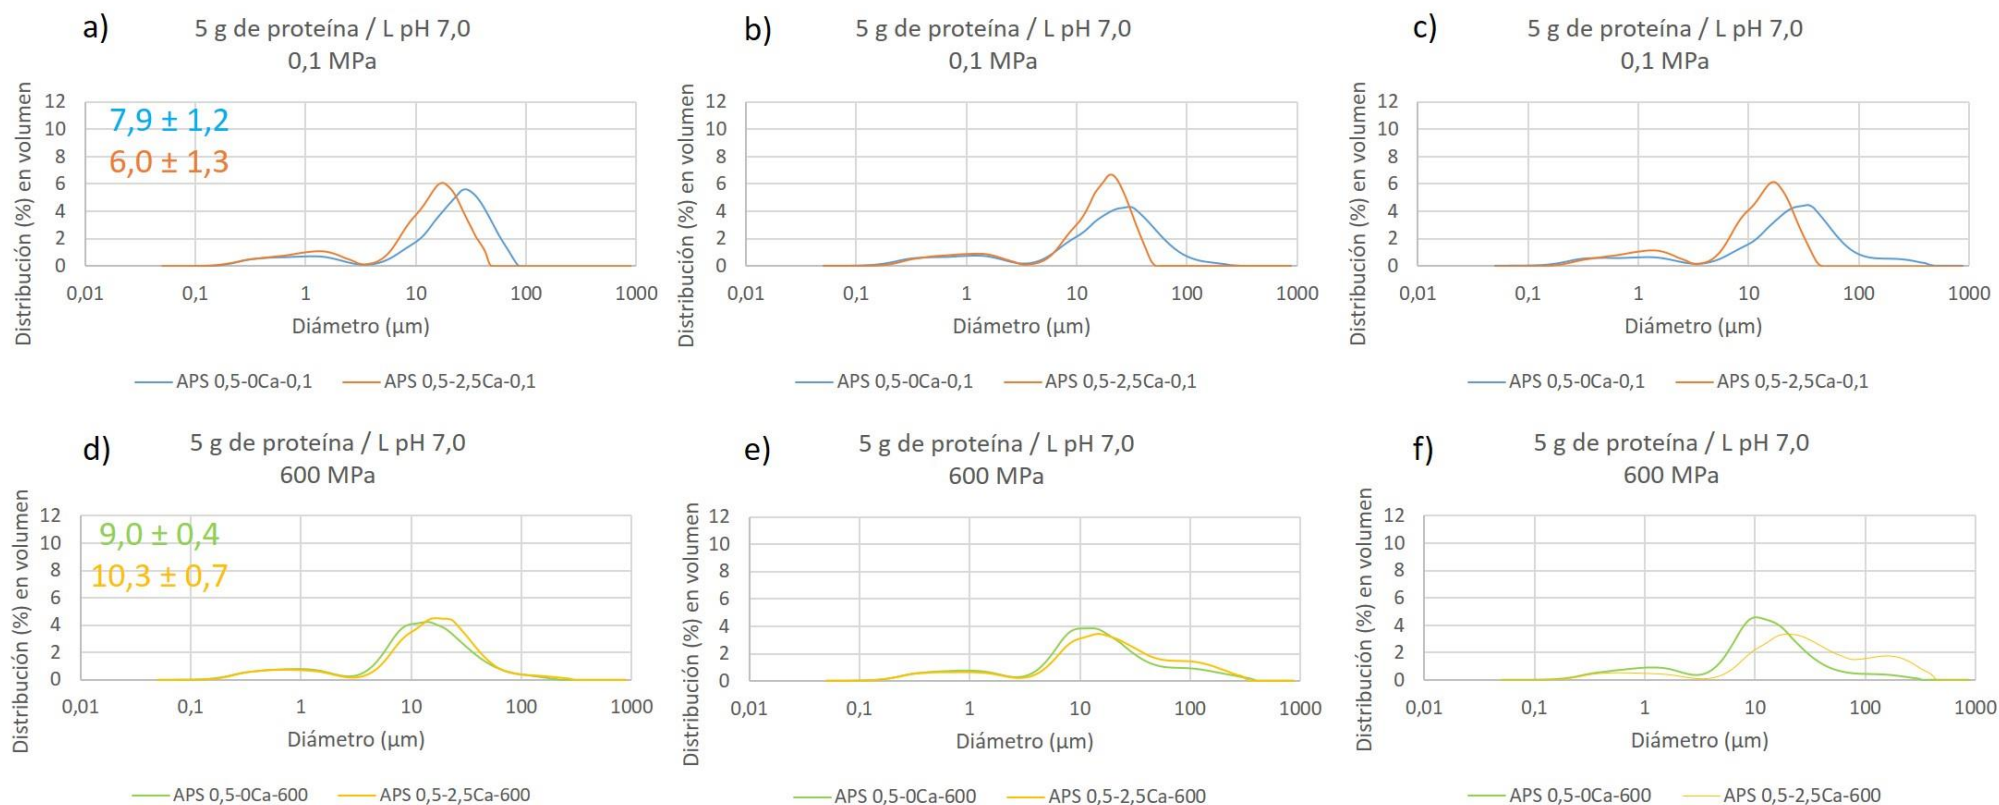 a)
5 g de proteína / L pH 7,0
0,1 MPa
Distribución (%) en volumen
12
10
8
6
4
2
0
7,9 ± 1,2
6,0 ± 1,3
0,01 0,1 1 10 100 1000
Diámetro (µm)
APS 0,5-0Ca-0,1 APS 0,5-2,5Ca-0,1
b)
5 g de proteína / L pH 7,0
0,1 MPa
Distribución (%) en volumen
12
10
8
6
4
2
0
0,01 0,1 1 10 100 1000
Diámetro (µm)
APS 0,5-0Ca-0,1 APS 0,5-2,5Ca-0,1
c)
5 g de proteína / L pH 7,0
0,1 MPa
Distribución (%) en volumen
12
10
8
6
4
2
0
0,01 0,1 1 10 100 1000
Diámetro (µm)
APS 0,5-0Ca-0,1 APS 0,5-2,5Ca-0,1
d)
5 g de proteína / L pH 7,0
600 MPa
Distribución (%) en volumen
12
10
8
6
4
2
0
9,0 ± 0,4
10,3 ± 0,7
0,01 0,1 1 10 100 1000
Diámetro (µm)
APS 0,5-0Ca-600 APS 0,5-2,5Ca-600
e)
5 g de proteína / L pH 7,0
600 MPa
Distribución (%) en volumen
12
10
8
6
4
2
0
0,01 0,1 1 10 100 1000
Diámetro (µm)
APS 0,5-0Ca-600 APS 0,5-2,5Ca-600
f)
5 g de proteína / L pH 7,0
600 MPa
Distribución (%) en volumen
12
10
8
6
4
2
0
0,01 0,1 1 10 100 1000
Diámetro (µm)
APS 0,5-0Ca-600 APS 0,5-2,5Ca-600